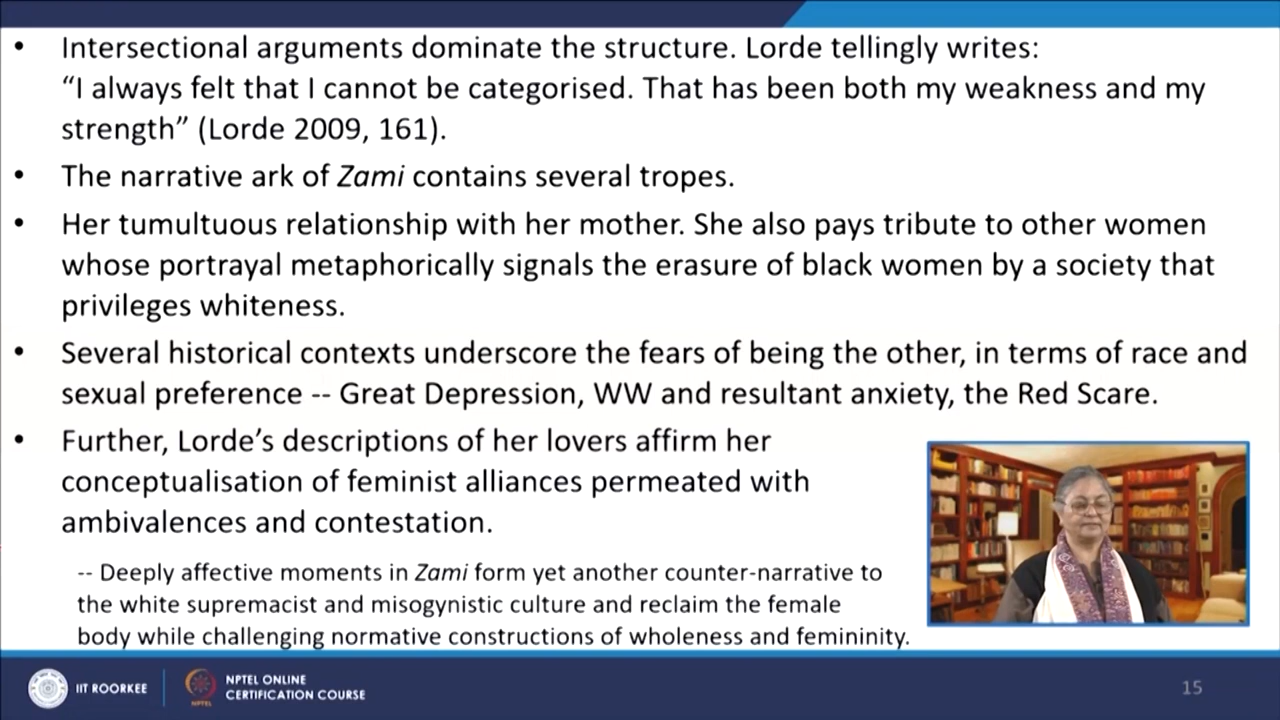 • Intersectional arguments dominate the structure. Lorde tellingly writes:
“I always felt that I cannot be categorised. That has been both my weakness and my
strength” (Lorde 2009, 161).
• The narrative ark of Zami contains several tropes.
• Her tumultuous relationship with her mother. She also pays tribute to other women
whose portrayal metaphorically signals the erasure of black women by a society that
privileges whiteness.
• Several historical contexts underscore the fears of being the other, in terms of race and
sexual preference -- Great Depression, WW and resultant anxiety, the Red Scare.
• Further, Lorde’s descriptions of her lovers affirm her
conceptualisation of feminist alliances permeated with
ambivalences and contestation.
-- Deeply affective moments in Zami form yet another counter-narrative to
the white supremacist and misogynistic culture and reclaim the female
body while challenging normative constructions of wholeness and femininity.
IIT ROORKEE
NPTEL
NPTEL ONLINE
CERTIFICATION COURSE
15